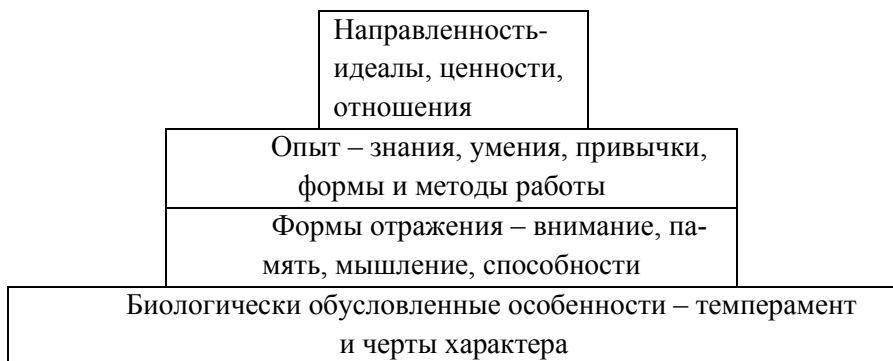 Направленность-
идеалы, ценности,
отношения
Опыт – знания, умения, привычки,
формы и методы работы
Формы отражения – внимание, па-
мять, мышление, способности
Биологически обусловленные особенности – темперамент
и черты характера